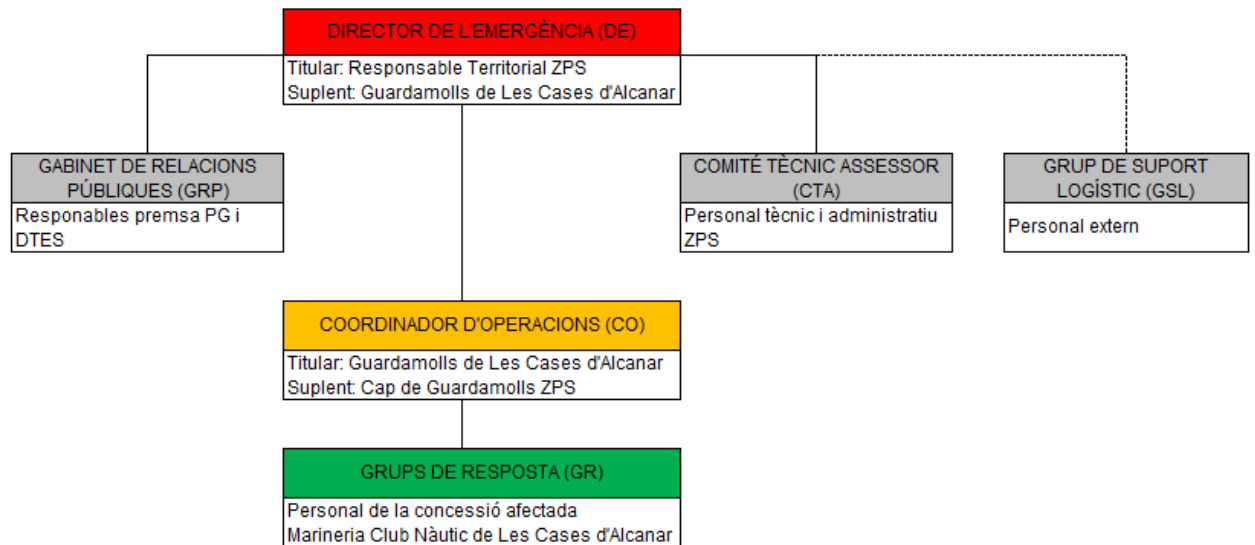 DIRECTOR DE L'EMERGÈNCIA (DE)
Titular: Responsable Territorial ZPS
Suplent: Guardamolls de Les Cases d'Alcanar
GABINET DE RELACIONS
PÚBLIQUES (GRP)
Responables premsa PG i
DTES
COMITÉ TÈCNIC ASSESSOR
(CTA)
Personal tècnic i administratiu
ZPS
GRUP DE SUPORT
LOGÍSTIC (GSL)
Personal extern
COORDINADOR D'OPERACIONS (CO)
Titular: Guardamolls de Les Cases d'Alcanar
Suplent: Cap de Guardamolls ZPS
GRUPS DE RESPOSTA (GR)
Personal de la concessió afectada
Marineria Club Nàutic de Les Cases d'Alcanar